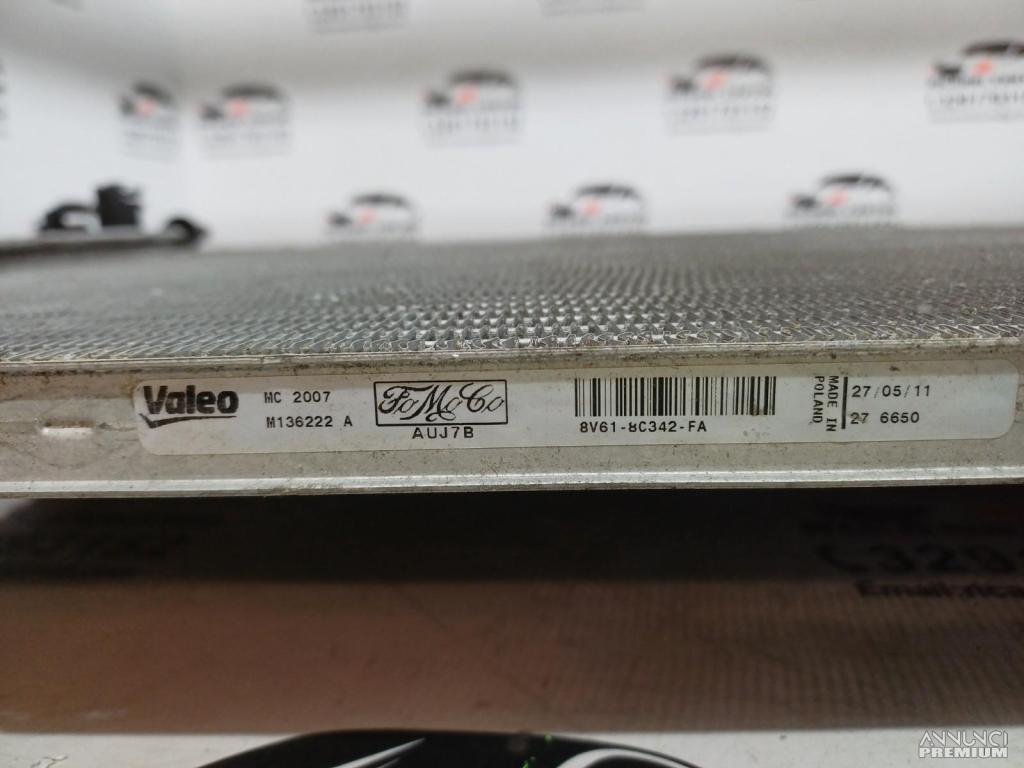 Valeo
MC 2007
M136222 A
FoMoCo
AUJ7B
8V61-8C342-FA
MADE IN
POLAND
27/05/11
27 6650
ANNUNCI
PREMIUM